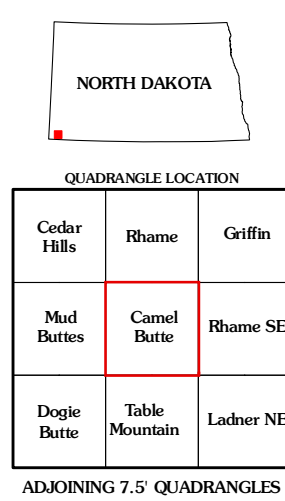 NORTH DAKOTA
QUADRANGLE LOCATION
Cedar
Hills
Rhame
Griffin
Mud
Buttes
Camel
Butte
Rhame SE
Dogie
Butte
Table
Mountain
Ladner NE
ADJOINING 7.5' QUADRANGLES